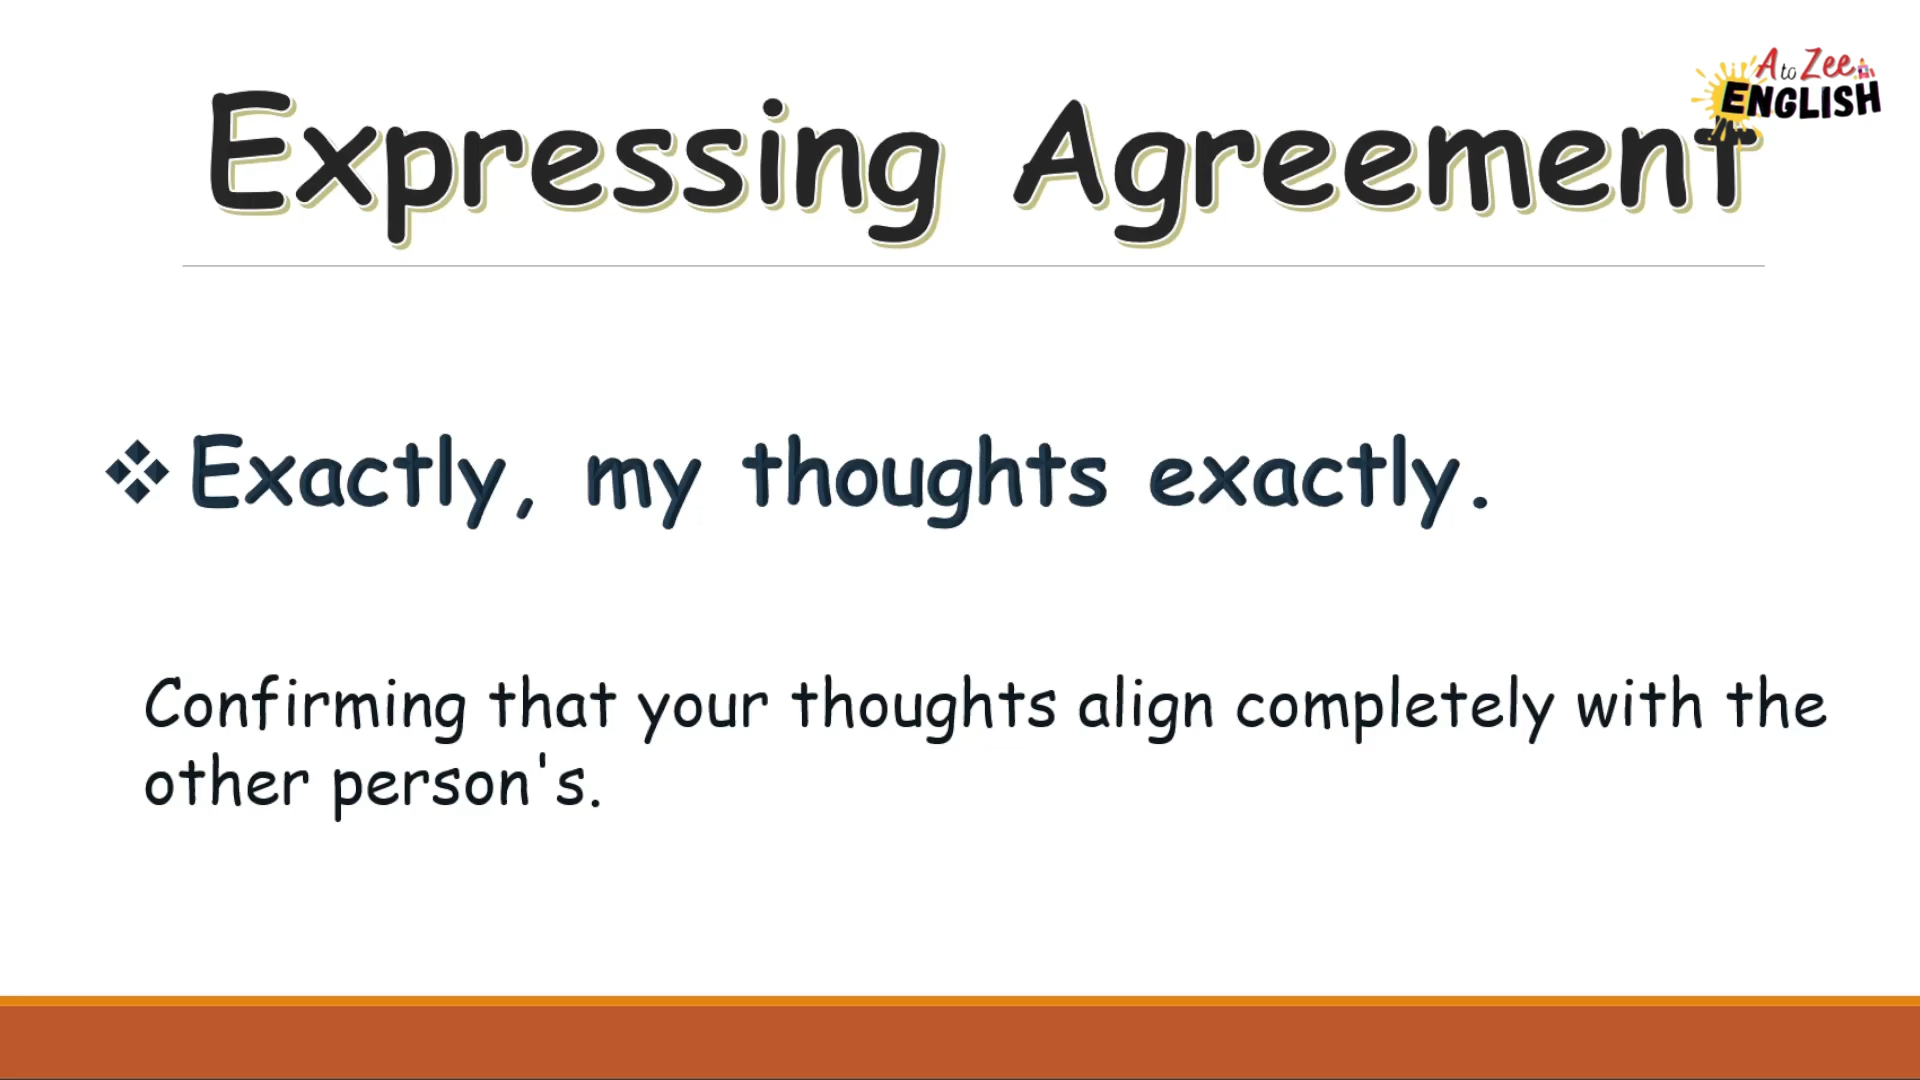 A to Zee
ENGLISH
Expressing Agreement
Exactly, my thoughts exactly.
Confirming that your thoughts align completely with the
other person's.